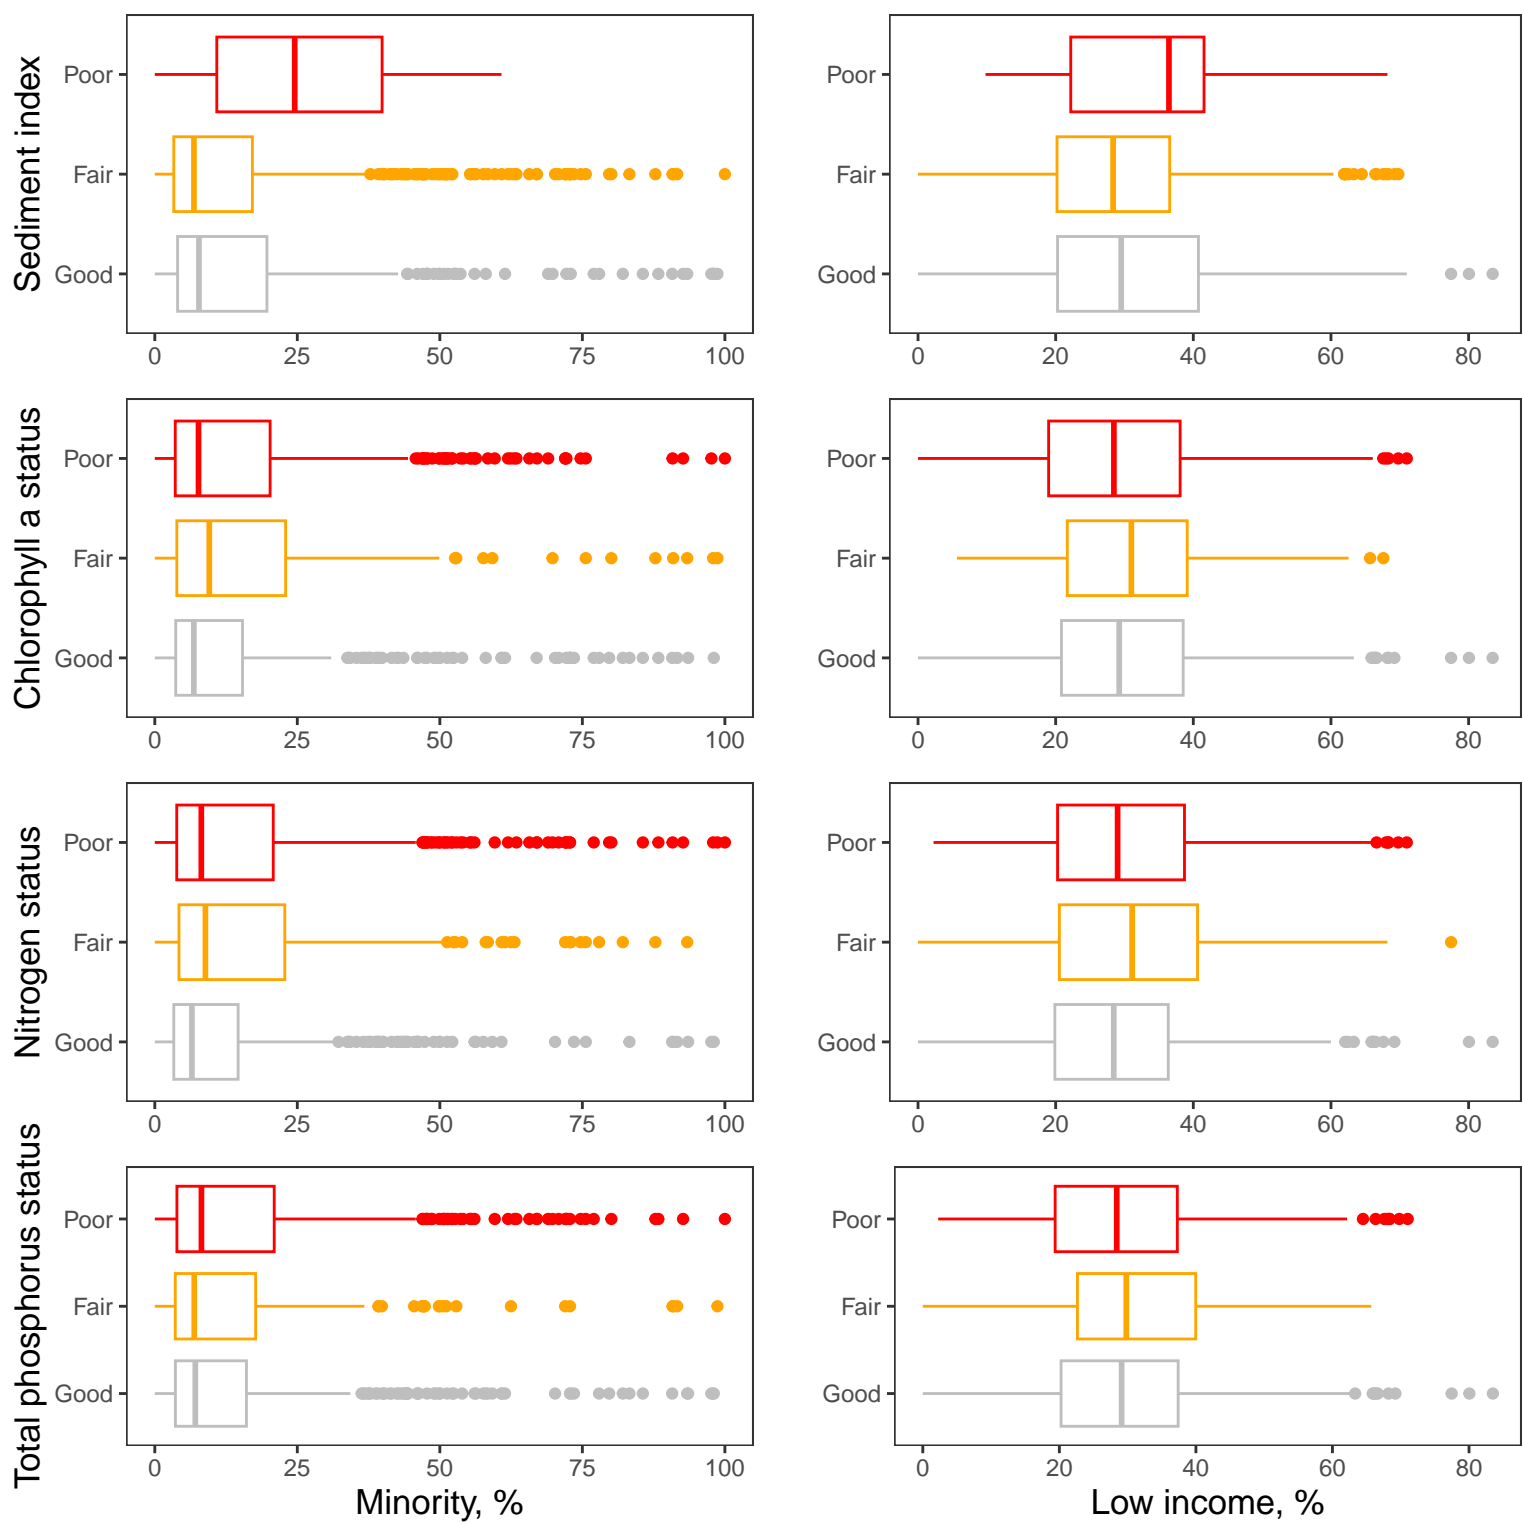 Sediment index
Poor
Fair
Good
0 25 50 75 100
Poor
Fair
Good
0 20 40 60 80
Chlorophyll a status
Poor
Fair
Good
0 25 50 75 100
Poor
Fair
Good
0 20 40 60 80
Nitrogen status
Poor
Fair
Good
0 25 50 75 100
Poor
Fair
Good
0 20 40 60 80
Total phosphorus status
Poor
Fair
Good
0 25 50 75 100
Minority, %
Poor
Fair
Good
0 20 40 60 80
Low income, %